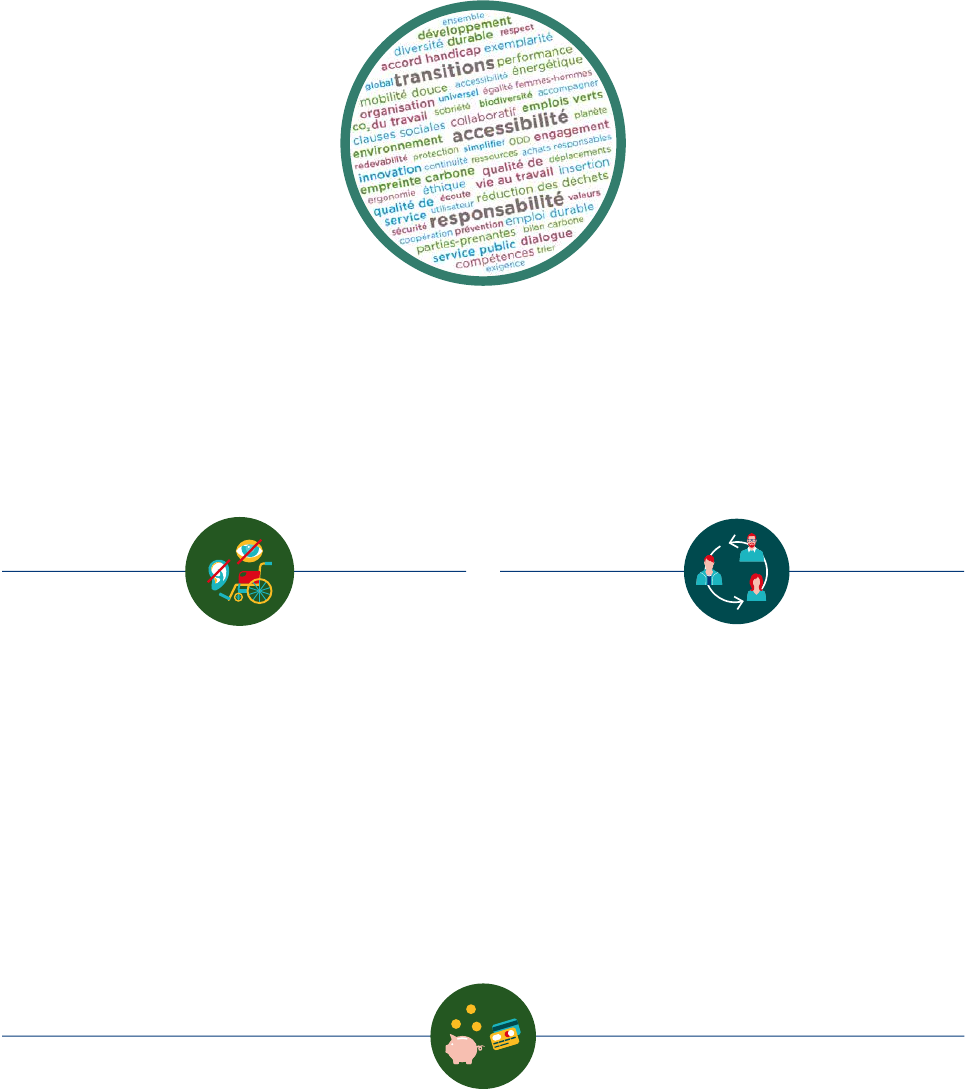 ensemble
développement
diversité durable respect
accord handicap exemplarité
global transitions performance
mobilité douce accessibilité énergétique
organisation universel égalité femmes-hommes
du travail sobriété biodiversité accompagner
CO₂ clauses sociales collaboratif emplois verts
environnement accessibilité planète
redevabilité protection simplifier ODD engagement
innovation continuité ressources achats responsables
empreinte carbone qualité de déplacements
ergonomie éthique vie au travail insertion
qualité de écoute réduction des déchets
service utilisateur responsabilité valeurs
sécurité prévention emploi durable
coopération parties-prenantes bilan carbone
service public dialogue
compétences trier
exigence